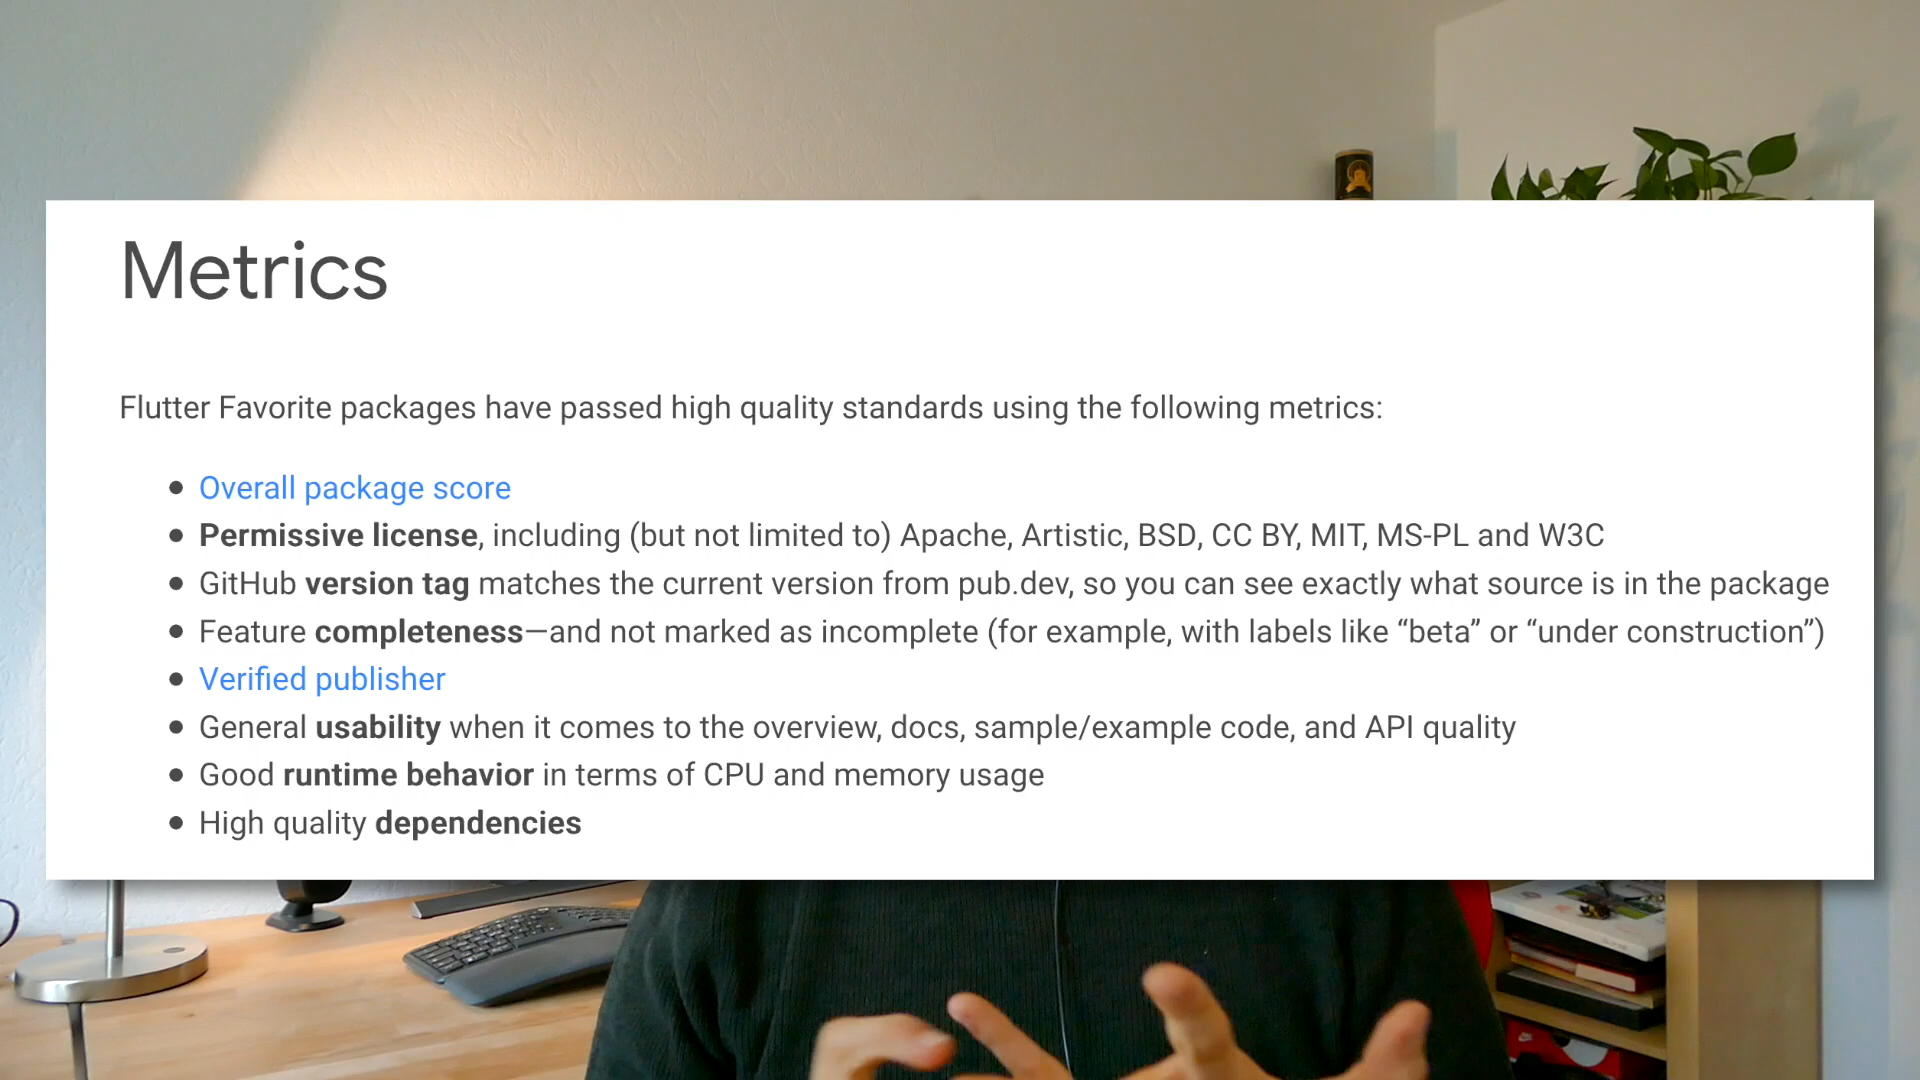 Metrics
Flutter Favorite packages have passed high quality standards using the following metrics:
Overall package score
Permissive license, including (but not limited to) Apache, Artistic, BSD, CC BY, MIT, MS-PL and W3C
GitHub version tag matches the current version from pub.dev, so you can see exactly what source is in the package
Feature completeness—and not marked as incomplete (for example, with labels like “beta” or “under construction”)
Verified publisher
General usability when it comes to the overview, docs, sample/example code, and API quality
Good runtime behavior in terms of CPU and memory usage
High quality dependencies